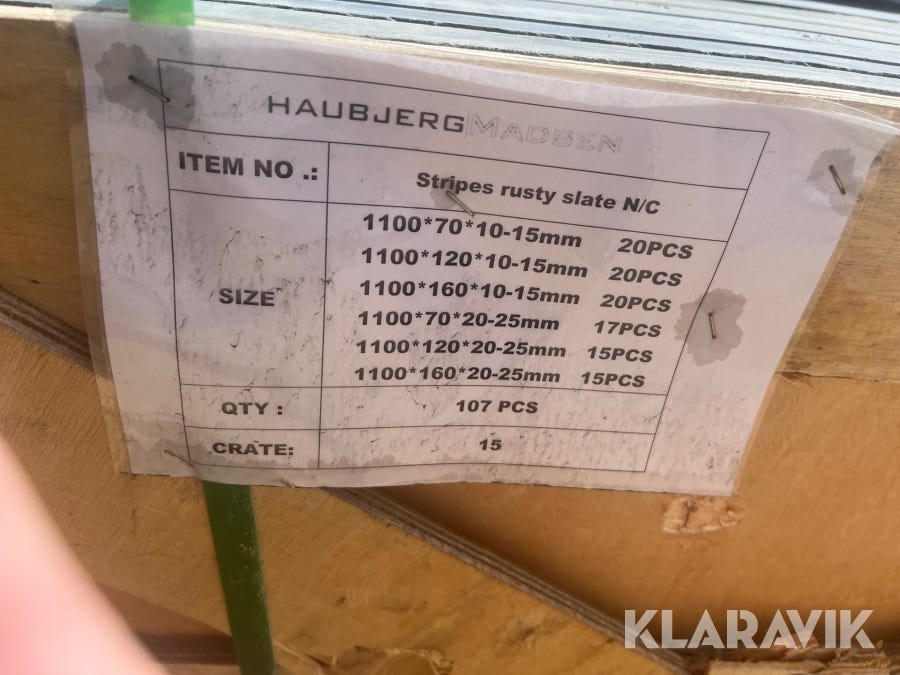 HAUBJERG MADSEN
ITEM NO .: Stripes rusty slate N/C
SIZE
1100*70*10-15mm 20PCS
1100*120*10-15mm 20PCS
1100*160*10-15mm 20PCS
1100*70*20-25mm 17PCS
1100*120*20-25mm 15PCS
1100*160*20-25mm 15PCS
QTY : 107 PCS
CRATE: 15
KLARAVIK